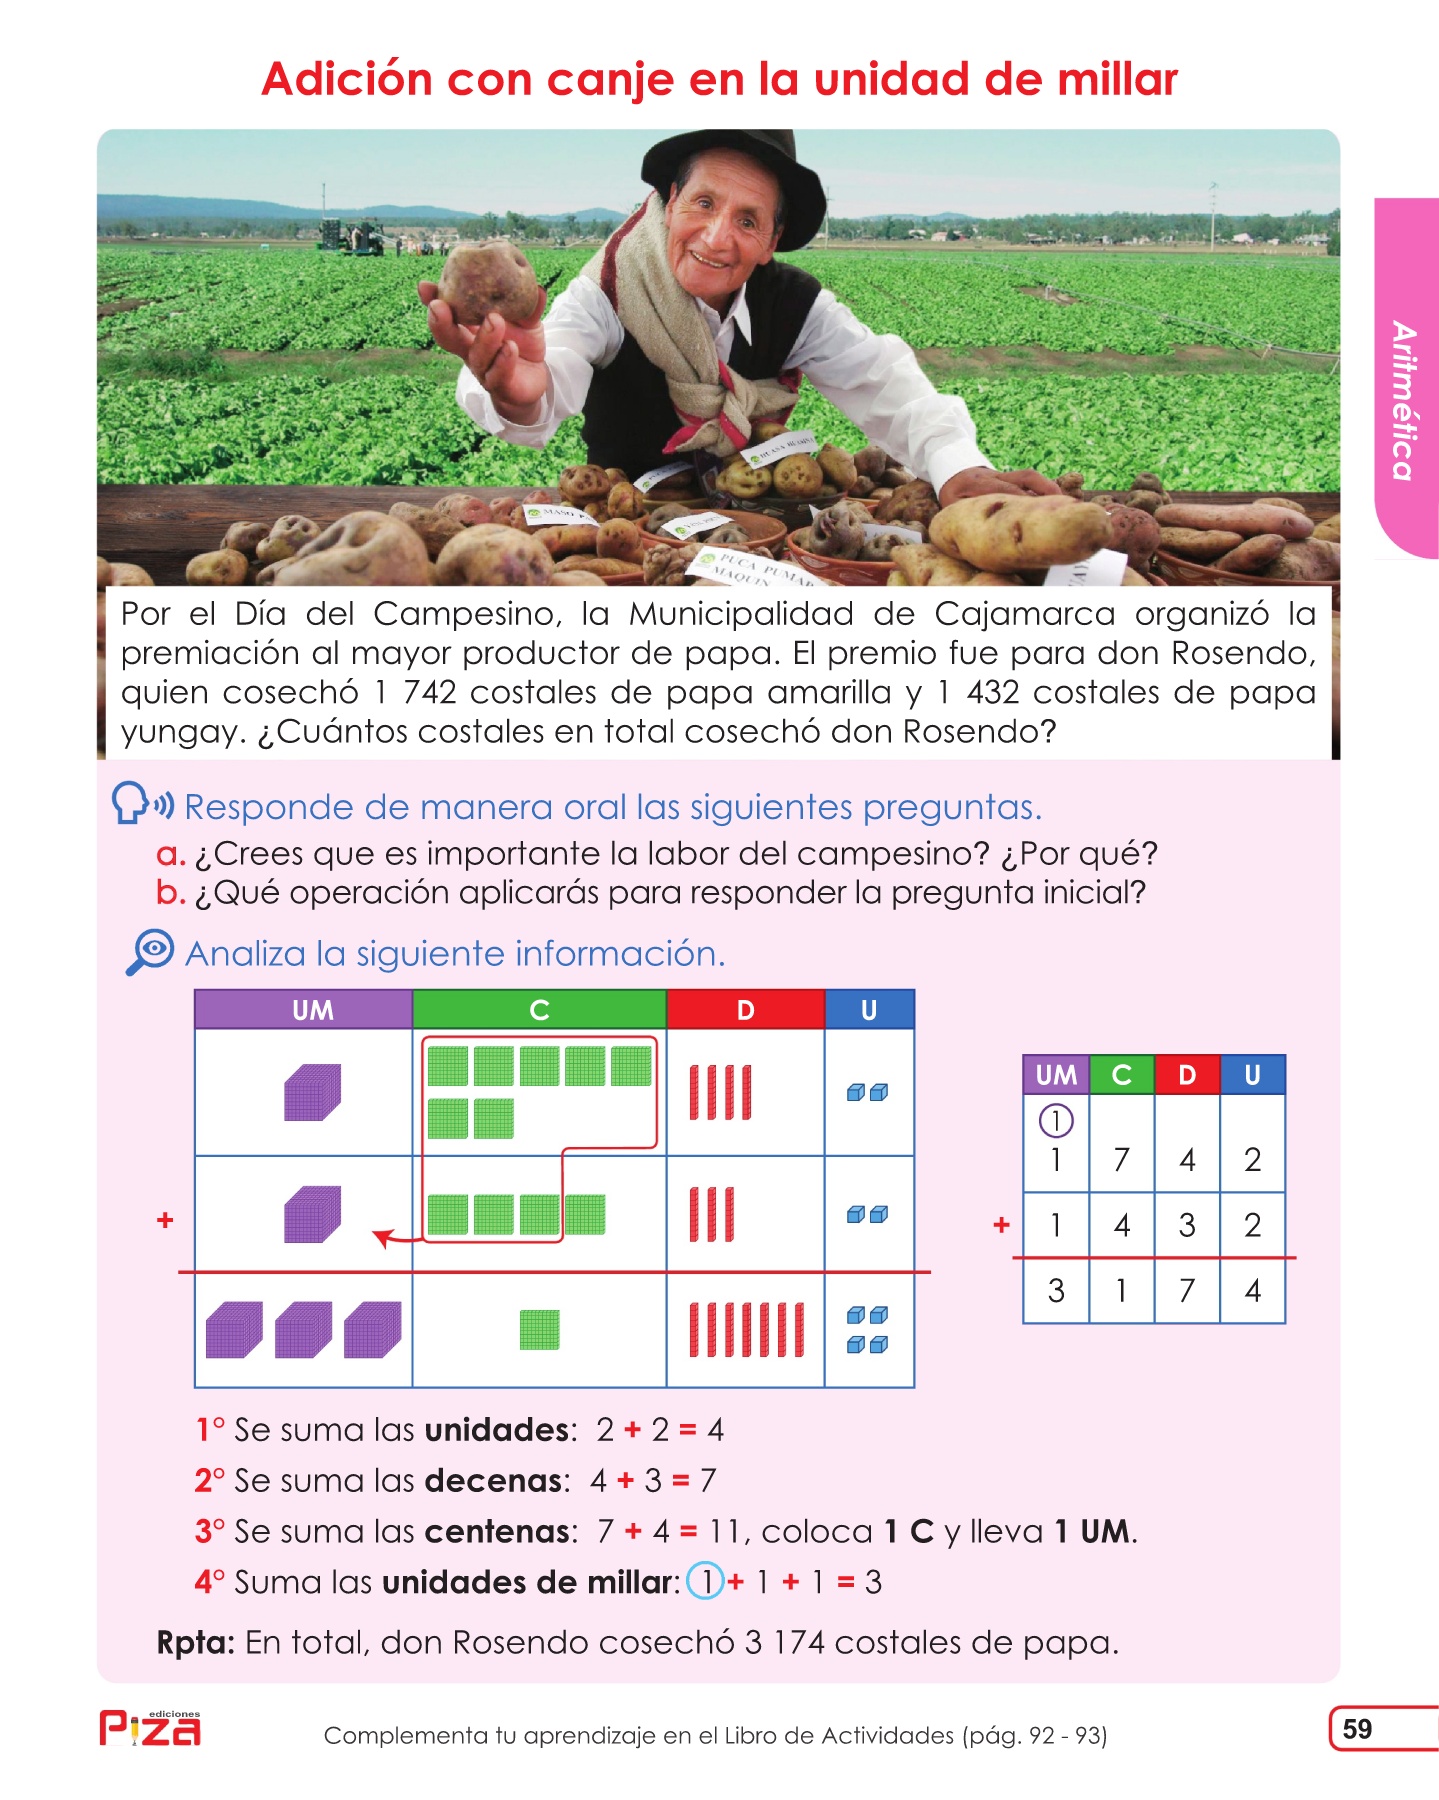 Adición con canje en la unidad de millar
Aritmética
PUCA PUMA
MAQUIN
Por el Día del Campesino, la Municipalidad de Cajamarca organizó la
premiación al mayor productor de papa. El premio fue para don Rosendo,
quien cosechó 1 742 costales de papa amarilla y 1 432 costales de papa
yungay. ¿Cuántos costales en total cosechó don Rosendo?
Responde de manera oral las siguientes preguntas.
a. ¿Crees que es importante la labor del campesino? ¿Por qué?
b. ¿Qué operación aplicarás para responder la pregunta inicial?
Analiza la siguiente información.
UM C D U
+
UM C D U
1
1 7 4 2
+ 1 4 3 2
3 1 7 4
1° Se suma las unidades: 2 + 2 = 4
2° Se suma las decenas: 4 + 3 = 7
3° Se suma las centenas: 7 + 4 = 11, coloca 1 C y lleva 1 UM.
4° Suma las unidades de millar: 1 + 1 + 1 = 3
Rpta: En total, don Rosendo cosechó 3 174 costales de papa.
ediciones
Piza
Complementa tu aprendizaje en el Libro de Actividades (pág. 92 - 93)
59